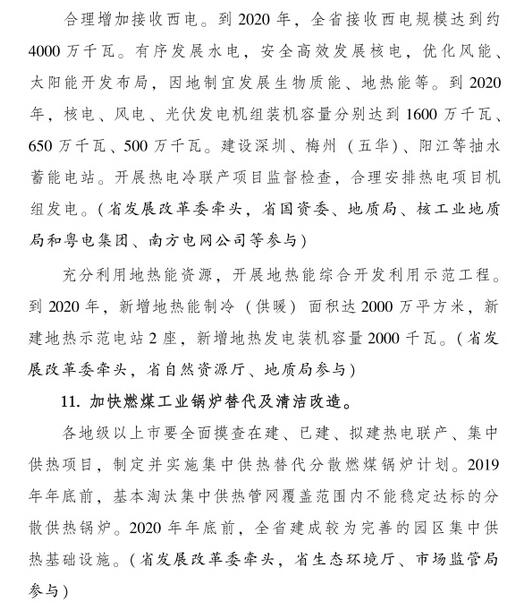 合理增加接收西电。到 2020 年，全省接收西电规模达到约
4000 万千瓦。有序发展水电，安全高效发展核电，优化风能、
太阳能开发布局，因地制宜发展生物质能、地热能等。到 2020
年，核电、风电、光伏发电机组装机容量分别达到 1600 万千瓦、
650 万千瓦、500 万千瓦。建设深圳、梅州（五华）、阳江等抽水
蓄能电站。开展热电冷联产项目监督检查，合理安排热电项目机
组发电。（省发展改革委牵头，省国资委、地质局、核工业地质
局和粤电集团、南方电网公司等参与）
充分利用地热能资源，开展地热能综合开发利用示范工程。
到 2020 年，新增地热能制冷（供暖）面积达 2000 万平方米，新
建地热示范电站 2 座，新增地热发电装机容量 2000 千瓦。（省发
展改革委牵头，省自然资源厅、地质局参与）
11. 加快燃煤工业锅炉替代及清洁改造。
各地级以上市要全面摸查在建、已建、拟建热电联产、集中
供热项目，制定并实施集中供热替代分散燃煤锅炉计划。2019
年年底前，基本淘汰集中供热管网覆盖范围内不能稳定达标的分
散供热锅炉。2020 年年底前，全省建成较为完善的园区集中供
热基础设施。（省发展改革委牵头，省生态环境厅、市场监管局
参与）